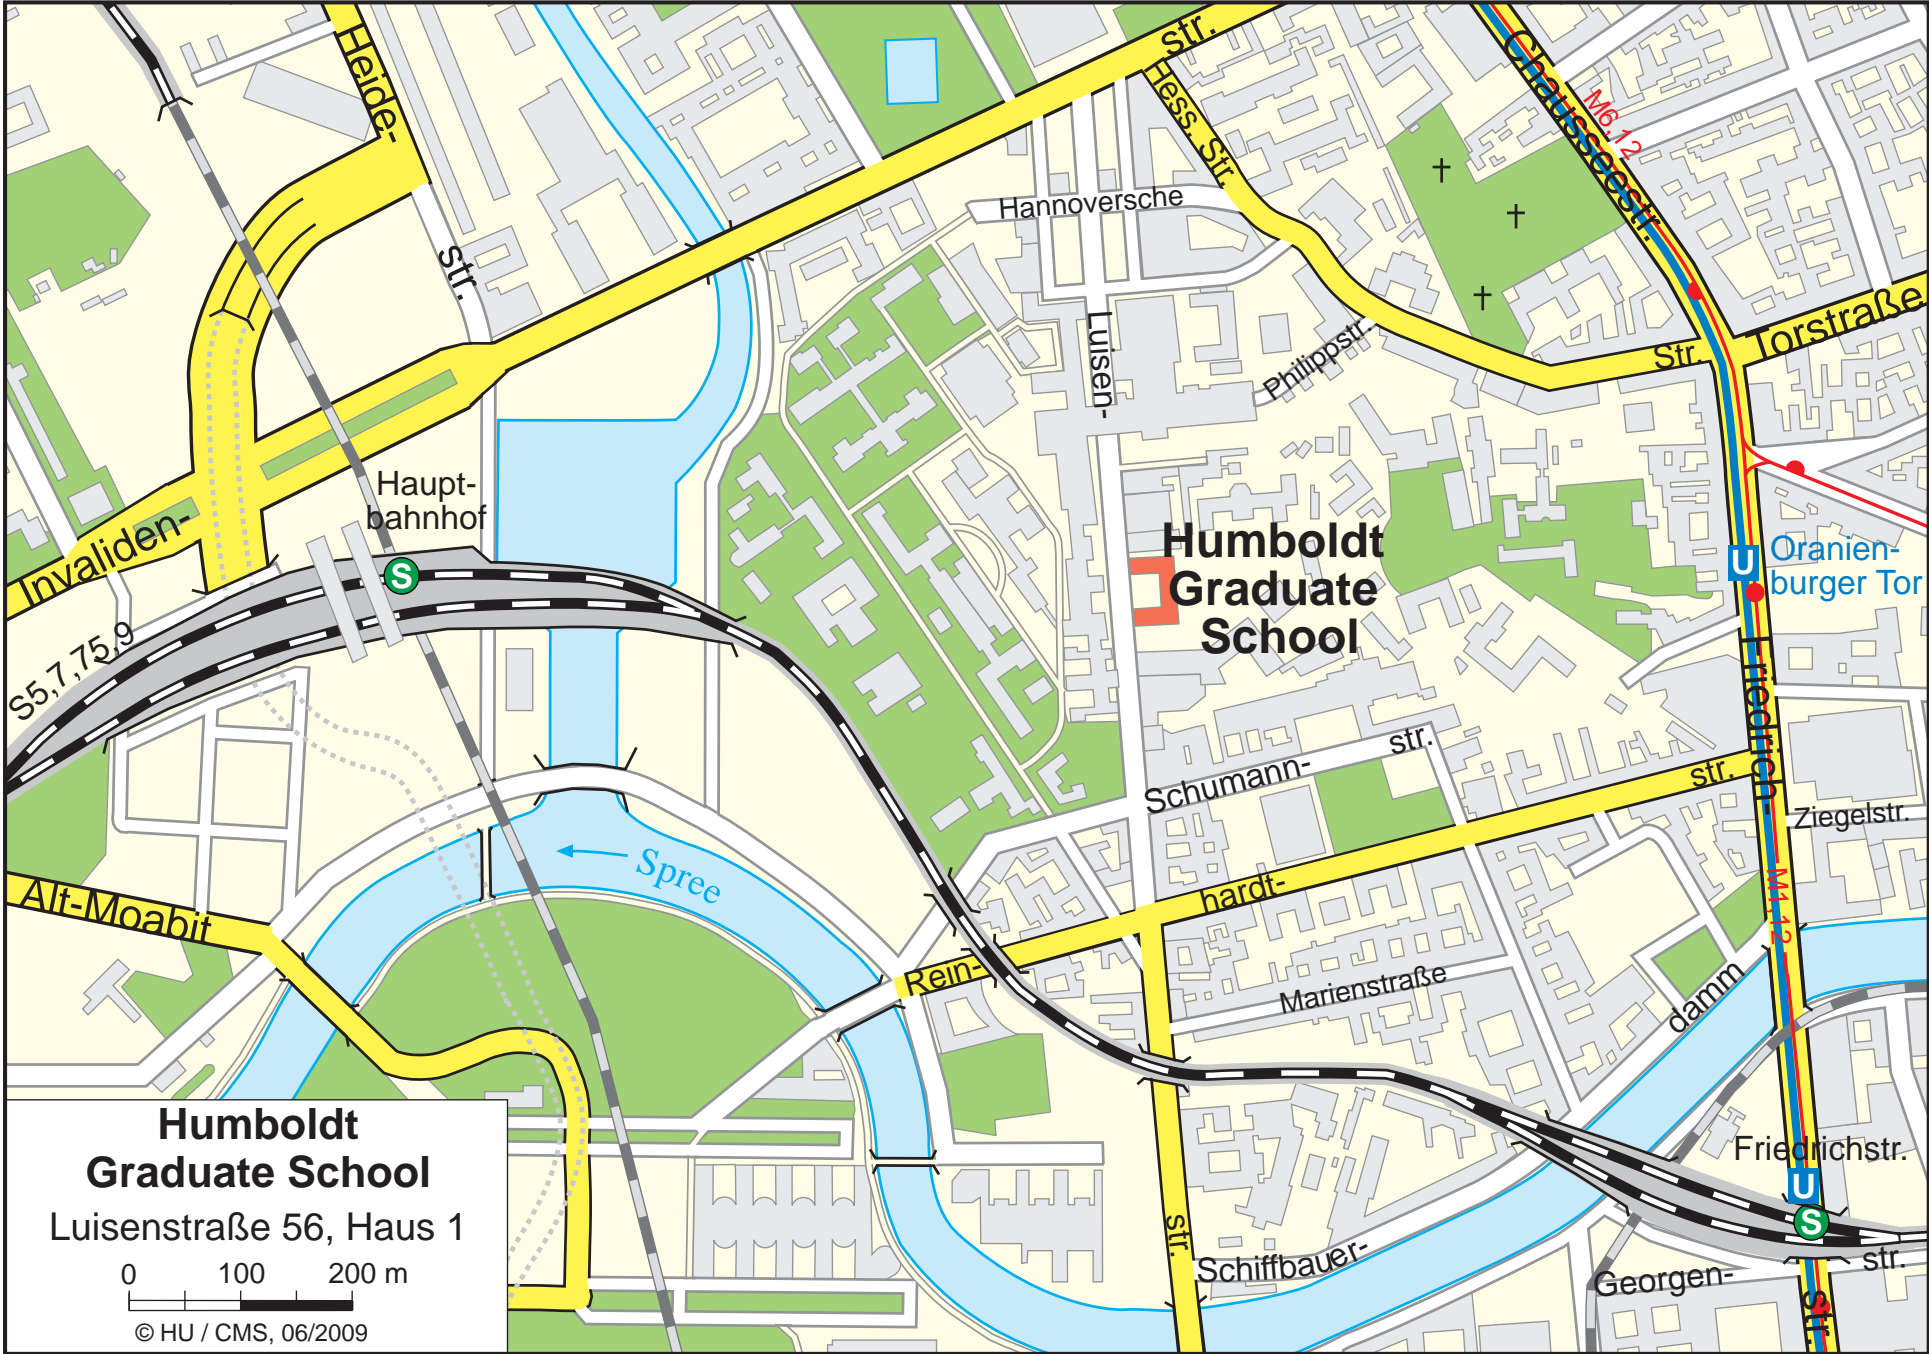 Heide-
str.
str.
Hess. Str.
Chausseestr.
M6,12
Hannoversche
Luisen-
Philippstr.
Str.
Torstraße
Haupt-
bahnhof
S
Invaliden-
S5,7,75,9
Humboldt
Graduate
School
U
Oranien-
burger Tor
Friedrich-
str.
Schumann-
str.
Ziegelstr.
Spree
Alt-Moabit
hardt-
Rein-
M1,12
Marienstraße
damm
Friedrichstr.
U
S
str.
Schiffbauer-
Georgen-
str.
str.
Humboldt
Graduate School
Luisenstraße 56, Haus 1
0 100 200 m
© HU / CMS, 06/2009